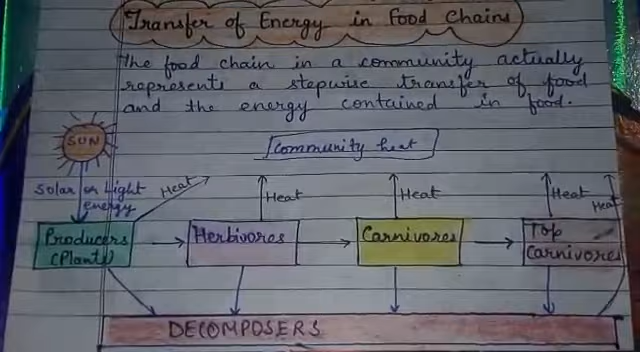 Transfer of Energy in Food Chains
The food chain in a community actually
represents a stepwise transfer of food
and the energy contained in food.
SUN
Community heat
Solar or Light
energy
Heat
Heat
Heat
Heat
Heat
Producers
(Plants)
Herbivores
Carnivores
Top
Carnivores
DECOMPOSERS